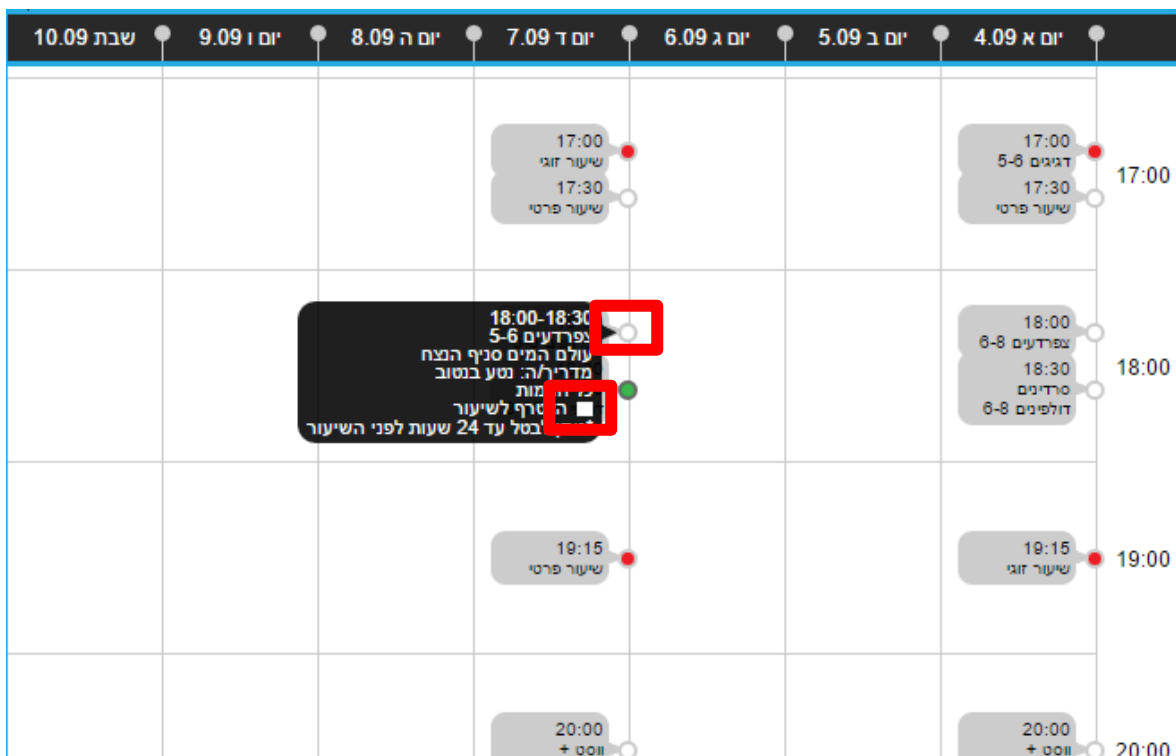 יום א 4.09
יום ב 5.09
יום ג 6.09
יום ד 7.09
יום ה 8.09
יום ו 9.09
שבת 10.09
17:00
17:00
דגיגים 5-6
17:30
שיעור פרטי
17:00
שיעור זוגי
17:30
שיעור פרטי
18:00
18:00
צפרדעים 6-8
18:30
סרדינים
דולפינים 6-8
18:00-18:30
צפרדעים 5-6
עולם המים סניף הנצח
מדריך/ה: נטע בנטוב
לשיעור
עד 24 שעות לפני השיעור
19:00
19:15
שיעור זוגי
19:15
שיעור פרטי
20:00
20:00
ווסט +
20:00
ווסט +